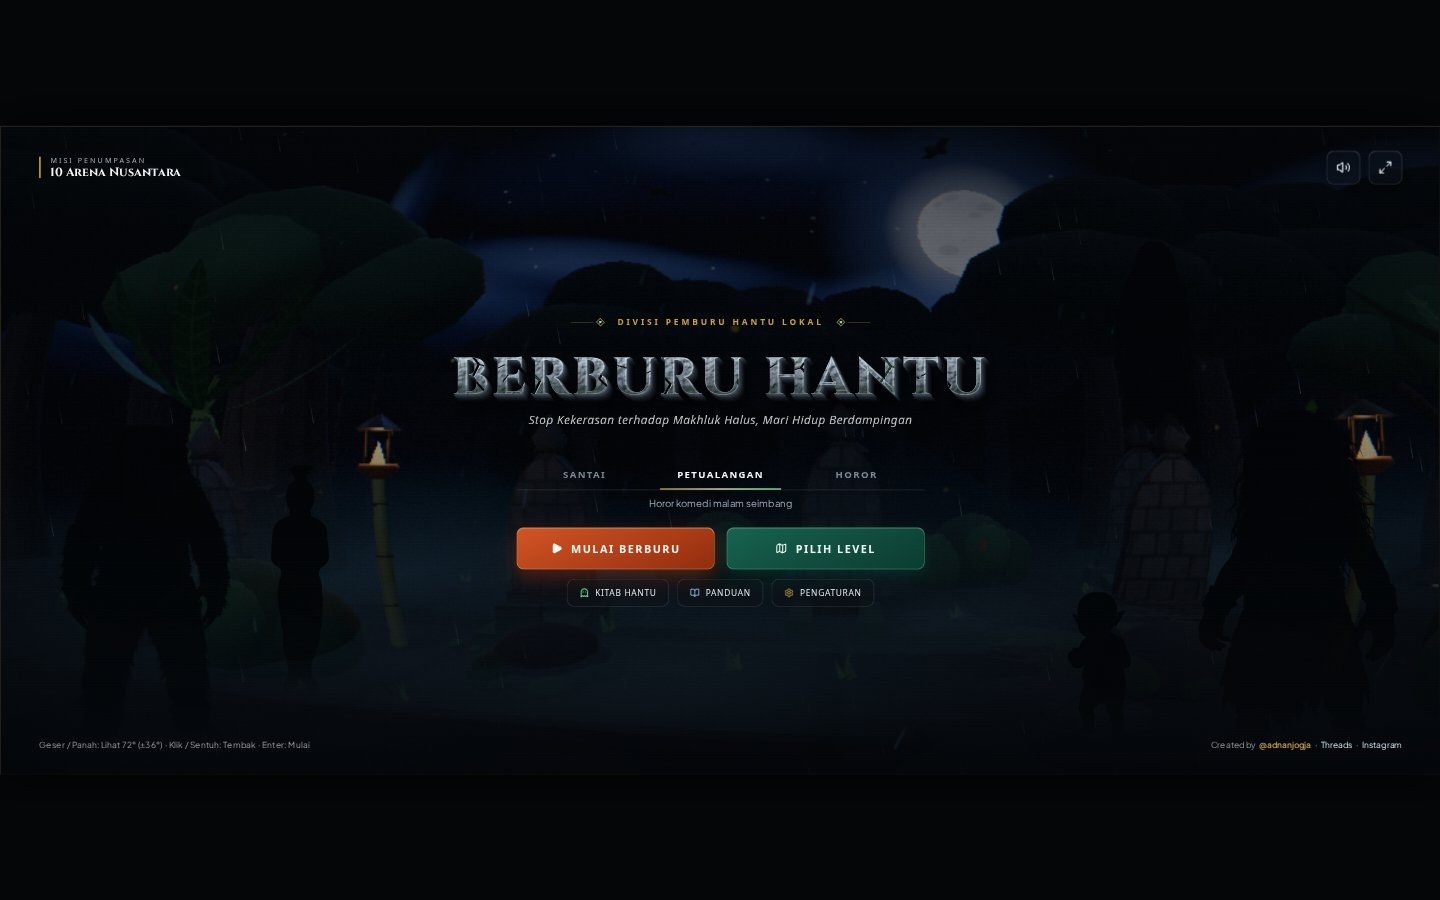 MISI PENUMPASAN
10 ARENA NUSANTARA
DIVISI PEMBURU HANTU LOKAL
BERBURU HANTU
Stop Kekerasan terhadap Makhluk Halus, Mari Hidup Berdampingan
SANTAI PETUALANGAN HOROR
Horor komedi malam seimbang
MULAI BERBURU PILIH LEVEL
KITAB HANTU PANDUAN PENGATURAN
Geser / Panah: Lihat 72° (±36°) · Klik / Sentuh: Tembak · Enter: Mulai
Created by @adnanjogja · Threads · Instagram